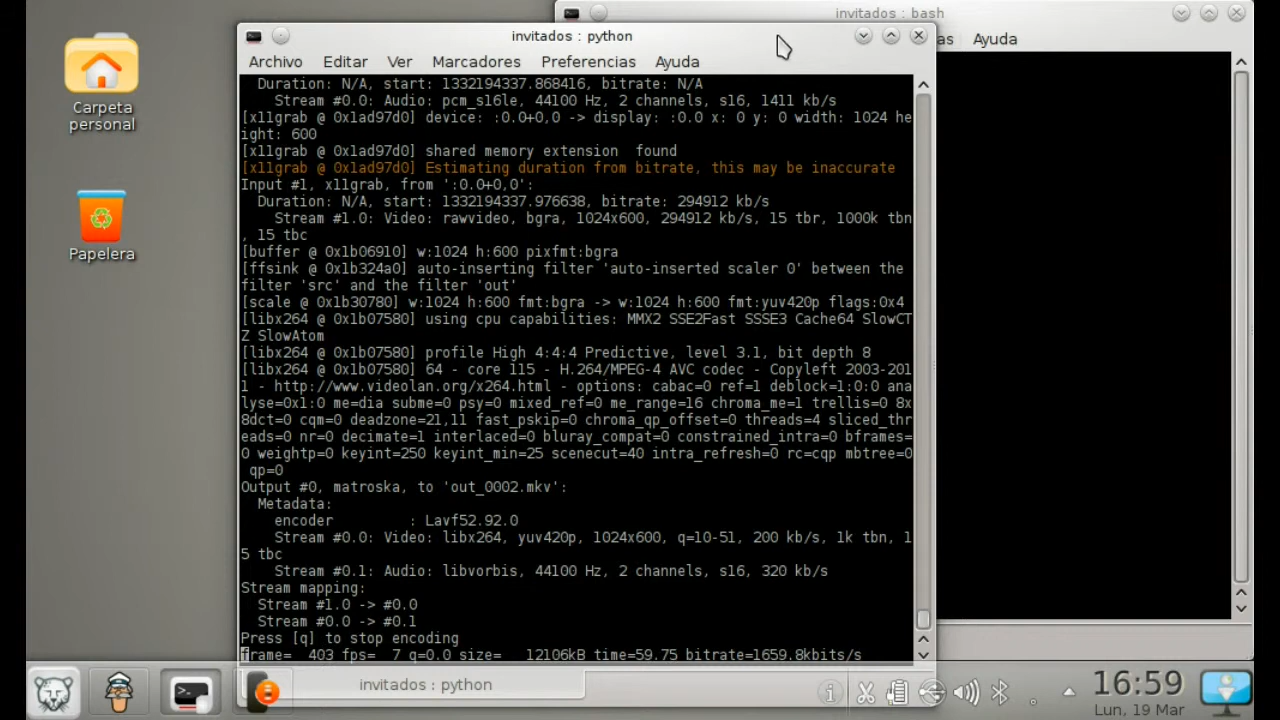 invitados : bash
as Ayuda
invitados : python
Archivo Editar Ver Marcadores Preferencias Ayuda
Carpeta
personal
Papelera
Duration: N/A, start: 1332194337.868416, bitrate: N/A
Stream #0.0: Audio: pcm_s16le, 44100 Hz, 2 channels, s16, 1411 kb/s
[x11grab @ 0x1ad97d0] device: :0.0+0,0 -> display: :0.0 x: 0 y: 0 width: 1024 he
ight: 600
[x11grab @ 0x1ad97d0] shared memory extension  found
[x11grab @ 0x1ad97d0] Estimating duration from bitrate, this may be inaccurate
Input #1, x11grab, from ':0.0+0,0':
Duration: N/A, start: 1332194337.976638, bitrate: 294912 kb/s
Stream #1.0: Video: rawvideo, bgra, 1024x600, 294912 kb/s, 15 tbr, 1000k tbn
, 15 tbc
[buffer @ 0x1b06910] w:1024 h:600 pixfmt:bgra
[ffsink @ 0x1b324a0] auto-inserting filter 'auto-inserted scaler 0' between the
filter 'src' and the filter 'out'
[scale @ 0x1b30780] w:1024 h:600 fmt:bgra -> w:1024 h:600 fmt:yuv420p flags:0x4
[libx264 @ 0x1b07580] using cpu capabilities: MMX2 SSE2Fast SSSE3 Cache64 SlowCT
Z SlowAtom
[libx264 @ 0x1b07580] profile High 4:4:4 Predictive, level 3.1, bit depth 8
[libx264 @ 0x1b07580] 64 - core 115 - H.264/MPEG-4 AVC codec - Copyleft 2003-201
1 - http://www.videolan.org/x264.html - options: cabac=0 ref=1 deblock=1:0:0 ana
lyse=0x1:0 me=dia subme=0 psy=0 mixed_ref=0 me_range=16 chroma_me=1 trellis=0 8x
8dct=0 cqm=0 deadzone=21,11 fast_pskip=0 chroma_qp_offset=0 threads=4 sliced_thr
eads=0 nr=0 decimate=1 interlaced=0 bluray_compat=0 constrained_intra=0 bframes=
0 weightp=0 keyint=250 keyint_min=25 scenecut=40 intra_refresh=0 rc=cqp mbtree=0
qp=0
Output #0, matroska, to 'out_0002.mkv':
Metadata:
encoder         : Lavf52.92.0
Stream #0.0: Video: libx264, yuv420p, 1024x600, q=10-51, 200 kb/s, 1k tbn, 1
5 tbc
Stream #0.1: Audio: libvorbis, 44100 Hz, 2 channels, s16, 320 kb/s
Stream mapping:
Stream #1.0 -> #0.0
Stream #0.0 -> #0.1
Press [q] to stop encoding
frame=  403 fps=  7 q=0.0 size=   12106kB time=59.75 bitrate=1659.8kbits/s
invitados : python
16:59
Lun, 19 Mar